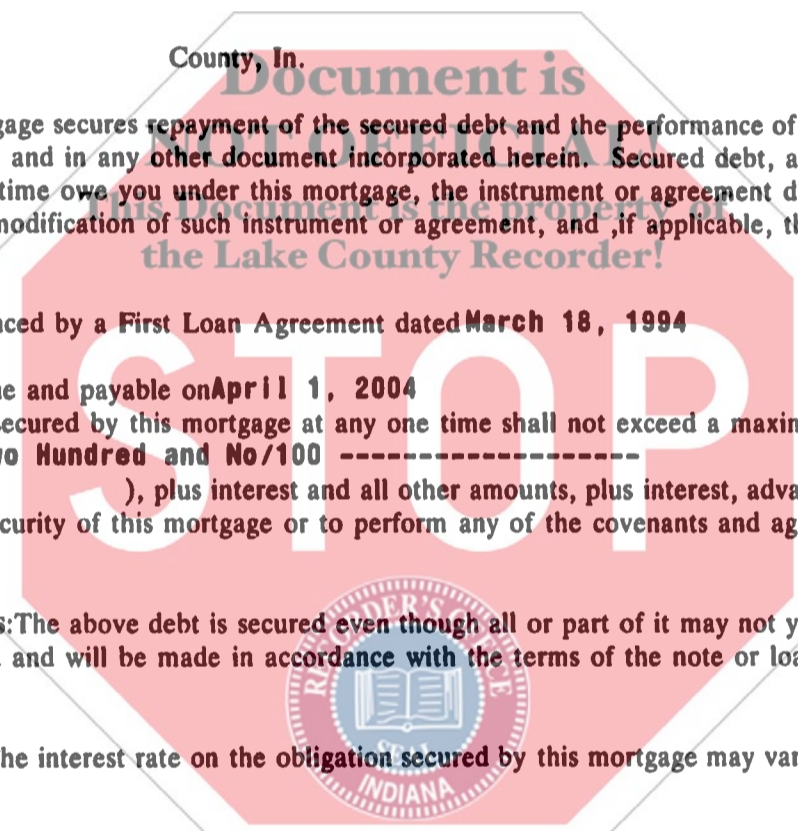 County, In.
Document is
NOT OFFICIAL!
gage secures repayment of the secured debt and the performance of
and in any other document incorporated herein. Secured debt, a
time owe you under this mortgage, the instrument or agreement d
This Document is the property of
modification of such instrument or agreement, and ,if applicable, th
the Lake County Recorder!
nced by a First Loan Agreement dated March 18, 1994
STOP
e and payable on April 1, 2004
ecured by this mortgage at any one time shall not exceed a maxim
wo Hundred and No/100 -------------------
), plus interest and all other amounts, plus interest, adva
curity of this mortgage or to perform any of the covenants and ag
s:The above debt is secured even though all or part of it may not y
and will be made in accordance with the terms of the note or loa
RECORDER'S OFFICE
SEAL
he interest rate on the obligation secured by this mortgage may var
INDIANA